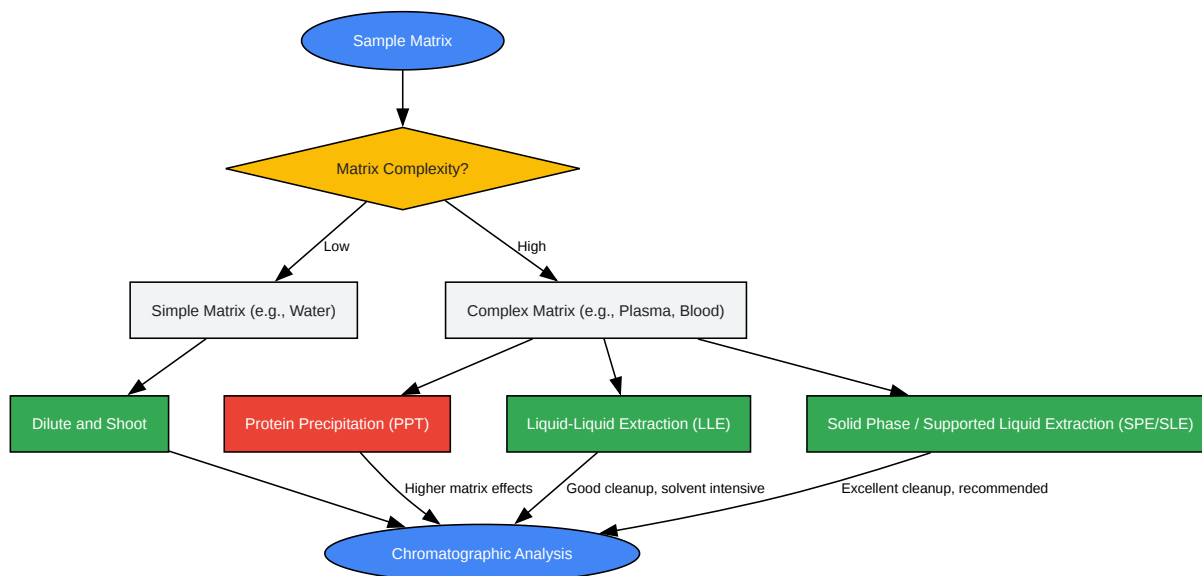 Sample Matrix
Matrix Complexity?
Low
High
Simple Matrix (e.g., Water)
Complex Matrix (e.g., Plasma, Blood)
Dilute and Shoot
Protein Precipitation (PPT)
Liquid-Liquid Extraction (LLE)
Solid Phase / Supported Liquid Extraction (SPE/SLE)
Higher matrix effects
Good cleanup, solvent intensive
Excellent cleanup, recommended
Chromatographic Analysis